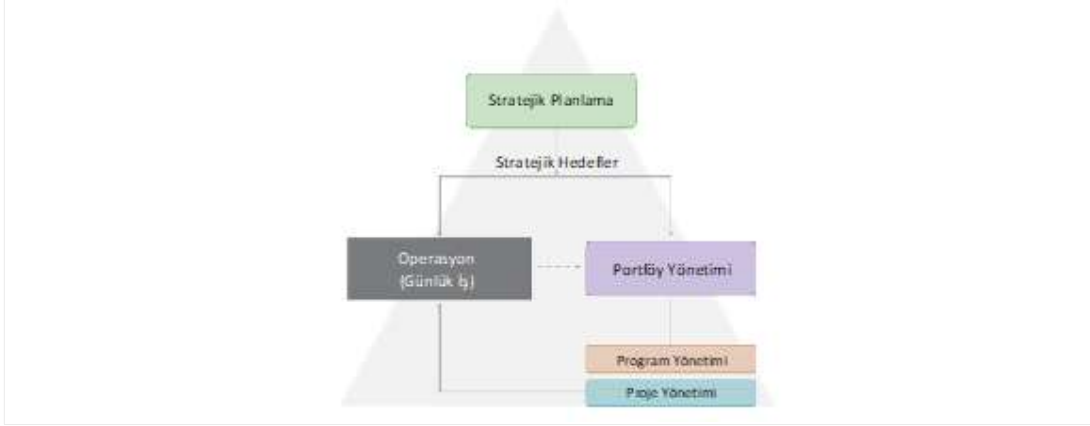 Stratejik Planlama
Stratejik Hedefler
Operasyon
(Günlük İş)
Portföy Yönetimi
Program Yönetimi
Proje Yönetimi